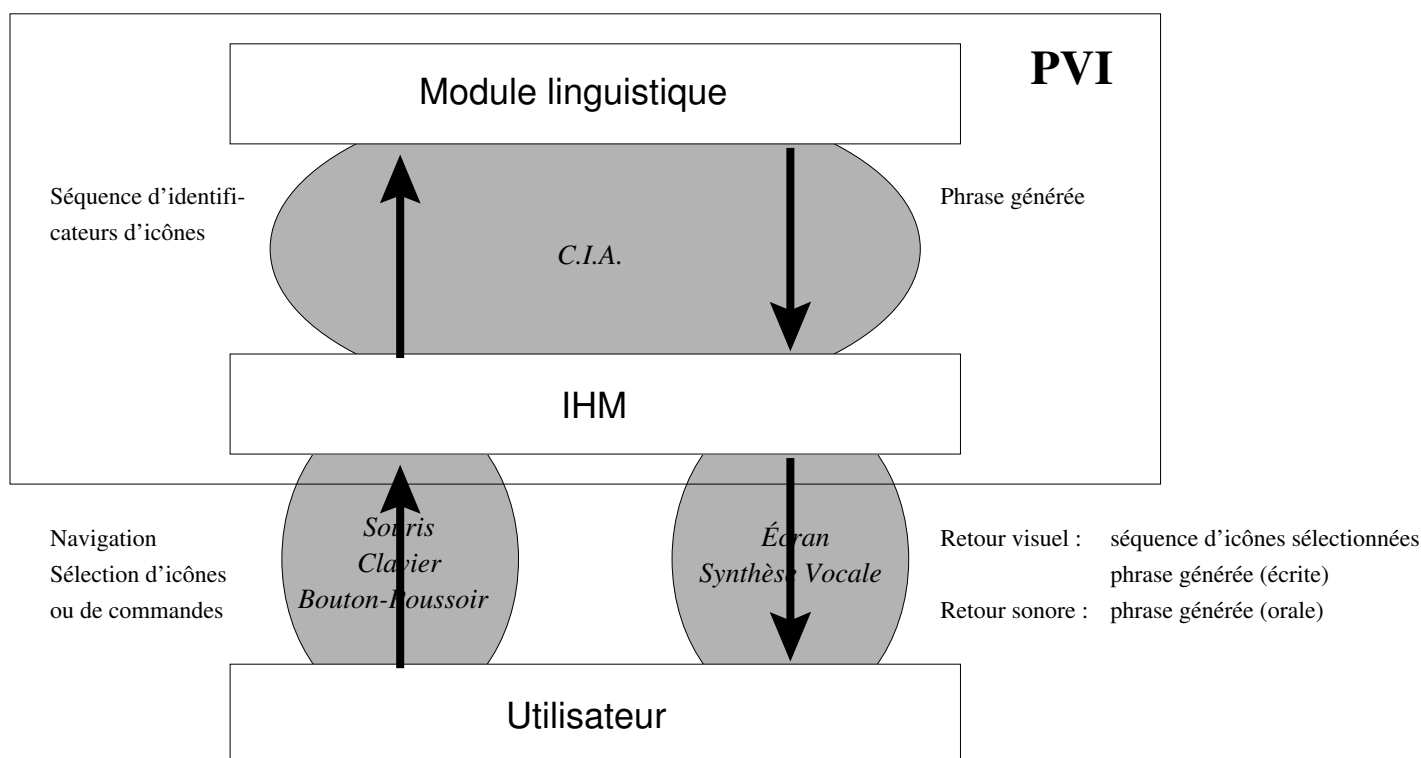 PVI
Module linguistique
Séquence d'identifi-
cateurs d'icônes
C.I.A.
Phrase générée
IHM
Navigation
Sélection d'icônes
ou de commandes
Souris
Clavier
Bouton-Poussoir
Écran
Synthèse Vocale
Retour visuel : séquence d'icônes sélectionnées
phrase générée (écrite)
Retour sonore : phrase générée (orale)
Utilisateur